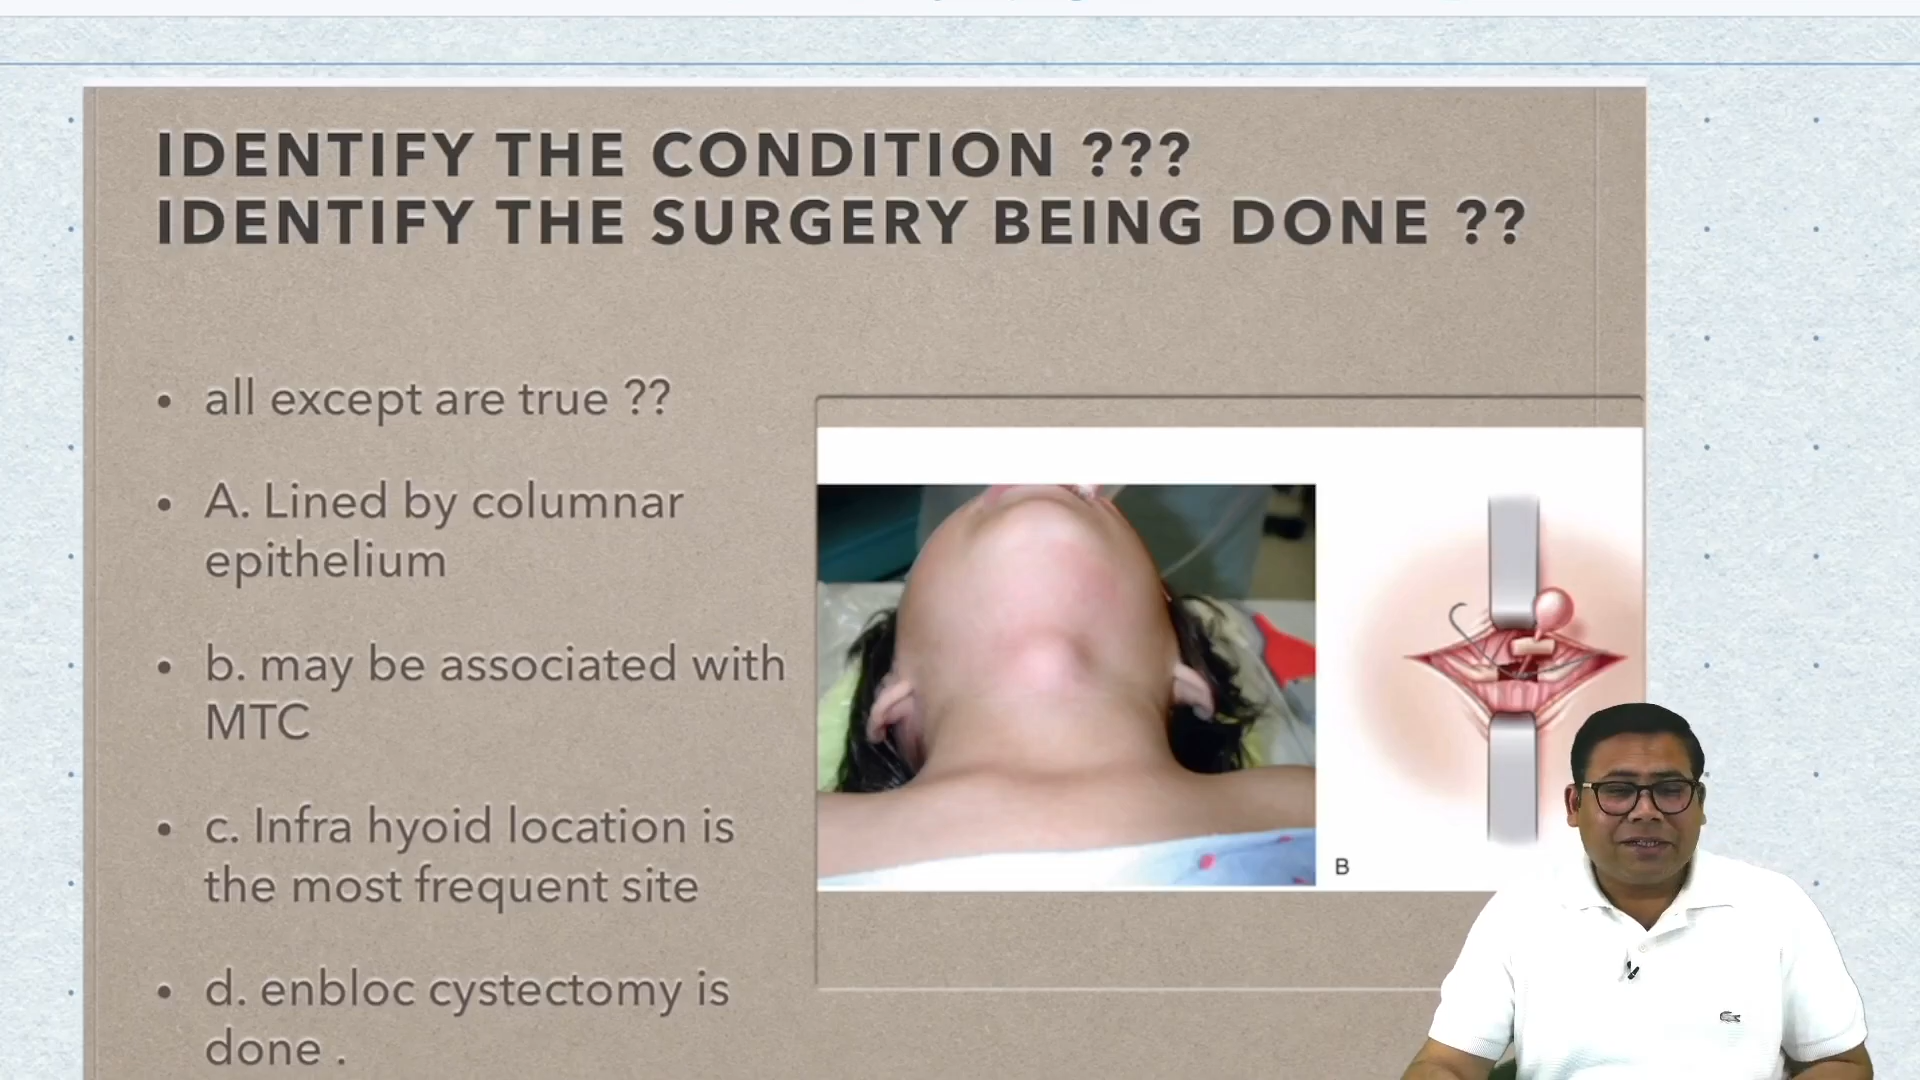 IDENTIFY THE CONDITION ???
IDENTIFY THE SURGERY BEING DONE ??
• all except are true ??
• A. Lined by columnar
epithelium
• b. may be associated with
MTC
• c. Infra hyoid location is
the most frequent site
• d. enbloc cystectomy is
done .
B